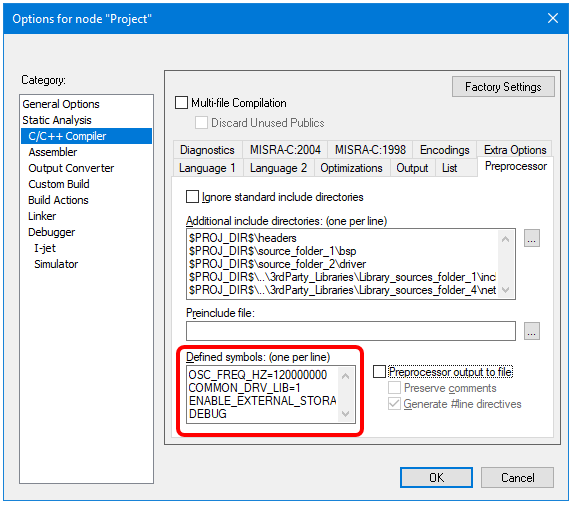 Options for node "Project"
Category:
General Options
Static Analysis
C/C++ Compiler
Assembler
Output Converter
Custom Build
Build Actions
Linker
Debugger
I-jet
Simulator
Factory Settings
Multi-file Compilation
Discard Unused Publics
Diagnostics MISRA-C:2004 MISRA-C:1998 Encodings Extra Options
Language 1 Language 2 Optimizations Output List Preprocessor
Ignore standard include directories
Additional include directories: (one per line)
$PROJ_DIR$\headers
$PROJ_DIR$\source_folder_1\bsp
$PROJ_DIR$\source_folder_2\driver
$PROJ_DIR$\..\3rdParty_Libraries\Library_sources_folder_1\inc
$PROJ_DIR$\..\3rdParty_Libraries\Library_sources_folder_4\net
...
Preinclude file:
...
Defined symbols: (one per line)
OSC_FREQ_HZ=120000000
COMMON_DRV_LIB=1
ENABLE_EXTERNAL_STORA
DEBUG
Preprocessor output to file
Preserve comments
Generate #line directives
OK Cancel